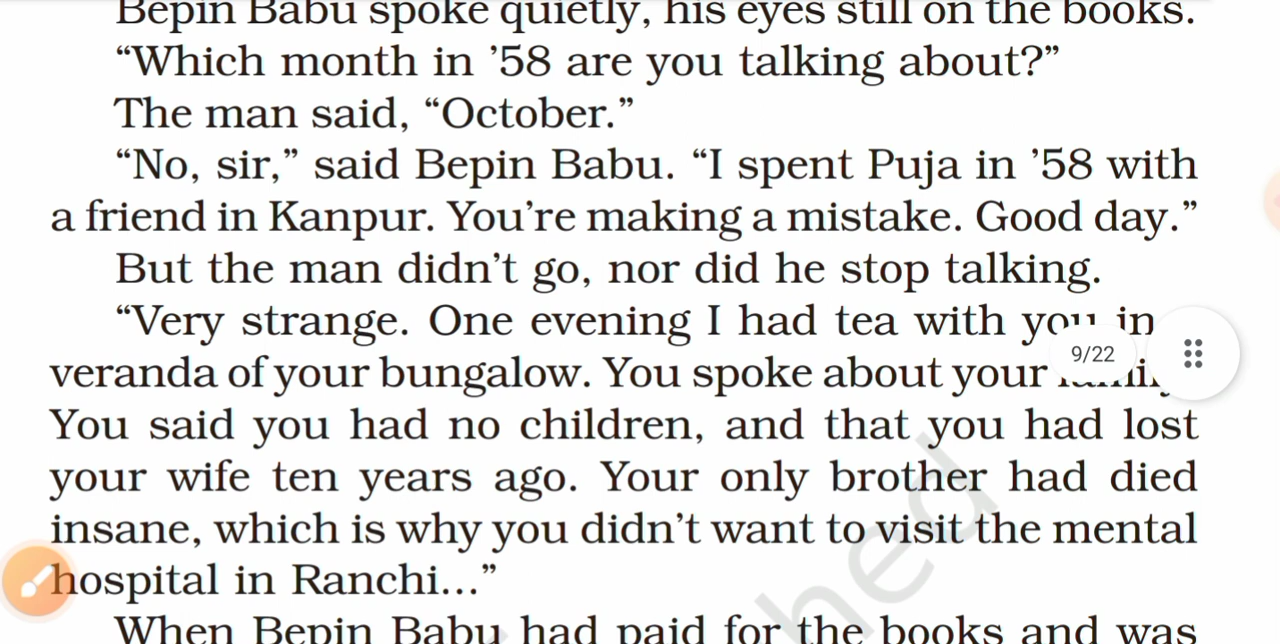 Bepin Babu spoke quietly, his eyes still on the books.
“Which month in ’58 are you talking about?”
The man said, “October.”
“No, sir,” said Bepin Babu. “I spent Puja in ’58 with
a friend in Kanpur. You’re making a mistake. Good day.”
But the man didn’t go, nor did he stop talking.
“Very strange. One evening I had tea with you in
9/22
veranda of your bungalow. You spoke about your
You said you had no children, and that you had lost
your wife ten years ago. Your only brother had died
insane, which is why you didn’t want to visit the mental
hospital in Ranchi...”
When Bepin Babu had paid for the books and was